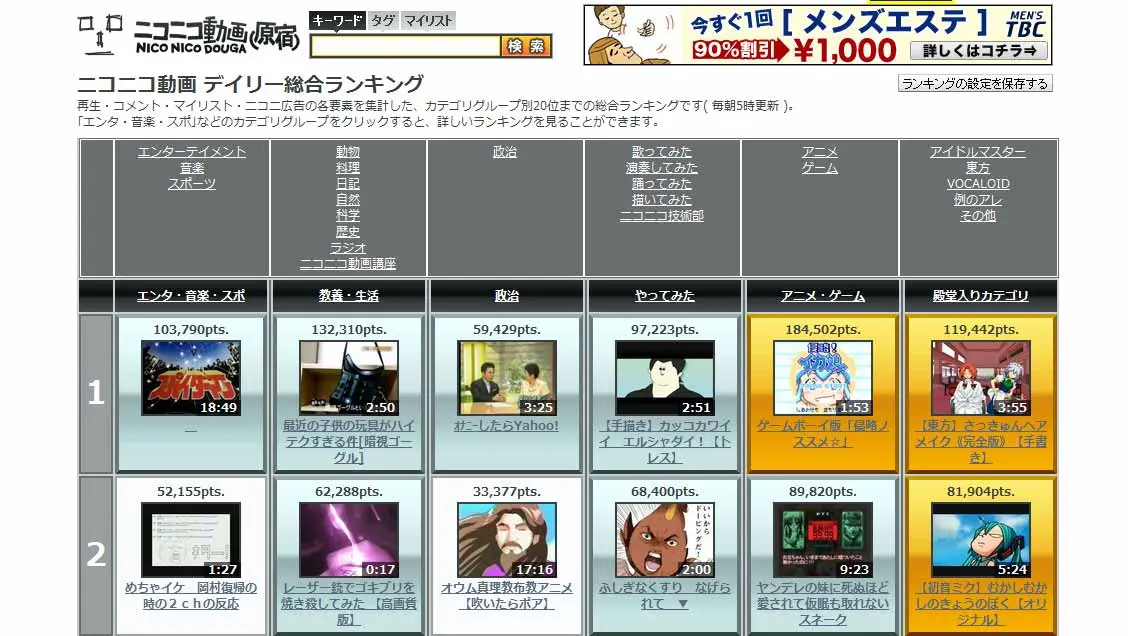 ニコニコ動画(原宿)
NICO NICO DOUGA
キーワード タグ マイリスト
検索
今すぐ1回[メンズエステ]
90%割引 ¥1,000
MEN'S
TBC
詳しくはコチラ⇒
ニコニコ動画 デイリー総合ランキング
ランキングの設定を保存する
再生・コメント・マイリスト・ニコニ広告の各要素を集計した、カテゴリグループ別20位までの総合ランキングです( 毎朝5時更新 )。
「エンタ・音楽・スポ」などのカテゴリグループをクリックすると、詳しいランキングを見ることができます。
エンターテイメント
音楽
スポーツ
動物
料理
日記
自然
科学
歴史
ラジオ
ニコニコ動画講座
政治
歌ってみた
演奏してみた
踊ってみた
描いてみた
ニコニコ技術部
アニメ
ゲーム
アイドルマスター
東方
VOCALOID
例のアレ
その他
エンタ・音楽・スポ
教養・生活
政治
やってみた
アニメ・ゲーム
殿堂入りカテゴリ
1
103,790pts.
スパイダーマン
18:49
__
132,310pts.
2:50
最近の子供の玩具がハイ
テクすぎる件[暗視ゴー
グル]
59,429pts.
3:25
ｵﾅﾆｰしたらYahoo!
97,223pts.
2:51
【手描き】カッコカワイ
イ エルシャダイ！【ト
レス】
184,502pts.
侵略!
1:53
ゲームボーイ版「侵略ノ
ススメ☆」
119,442pts.
3:55
【東方】さっきゅんヘア
メイク《完全版》【手書
き】
2
52,155pts.
1:27
めちゃイケ 岡村復帰の
時の２ｃｈの反応
62,288pts.
0:17
レーザー銃でゴキブリを
焼き殺してみた 【高画質
版】
33,377pts.
17:16
オウム真理教布教アニメ
【吹いたらポア】
68,400pts.
いいから
ドーピングだ！
2:00
ふしぎなくすり なげら
れて ▼
89,820pts.
9:23
ヤンデレの妹に死ぬほど
愛されて仮眠も取れない
スネーク
81,904pts.
5:24
【初音ミク】むかしむか
しのきょうのぼく【オリ
ジナル】